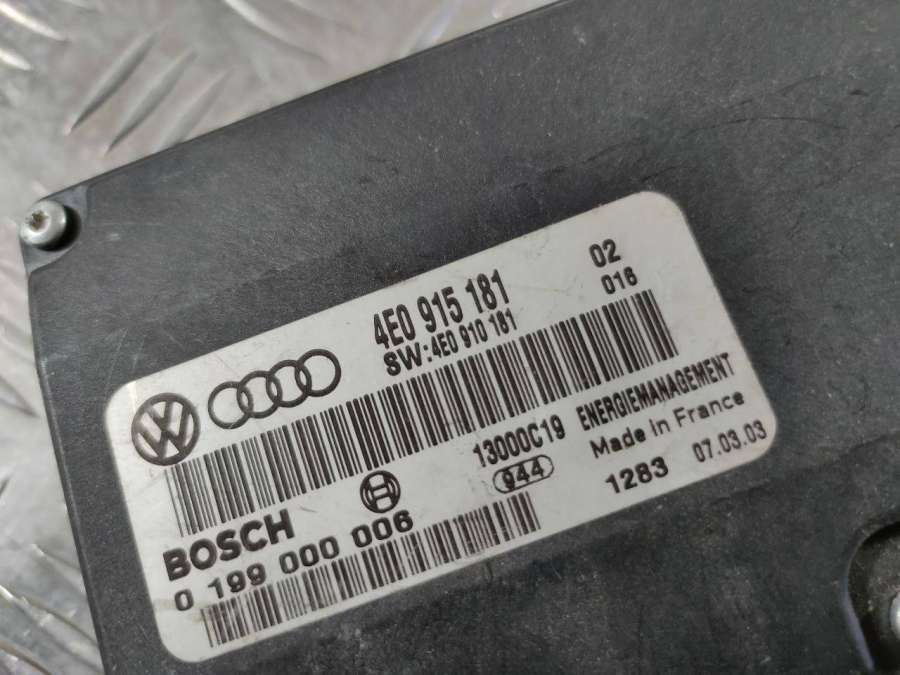 4E0 915 181 02
SW:4E0 910 181 016
13000C19 ENERGIEMANAGEMENT
944 Made in France
BOSCH 1283 07.03.03
0 199 000 006